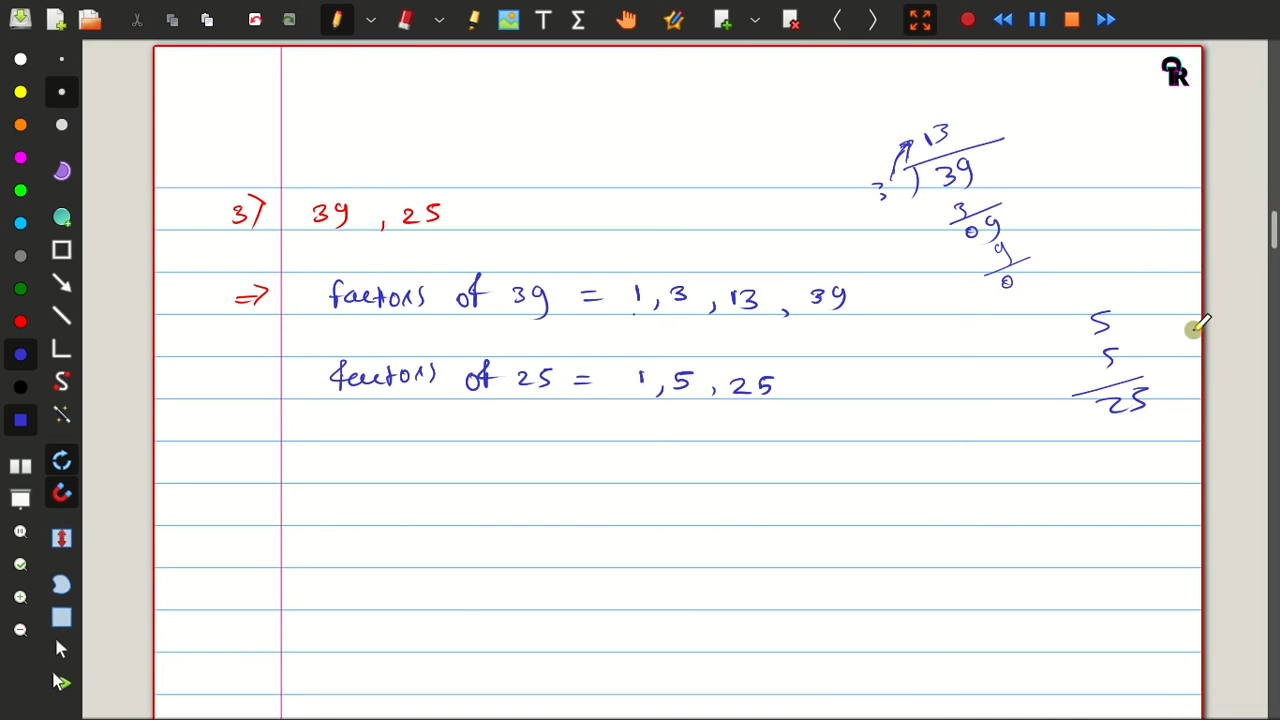 13
3 ) 39
3
09
9
0
3) 39 , 25
⇒ factors of 39 = 1, 3, 13, 39
5
5
25
factors of 25 = 1, 5, 25